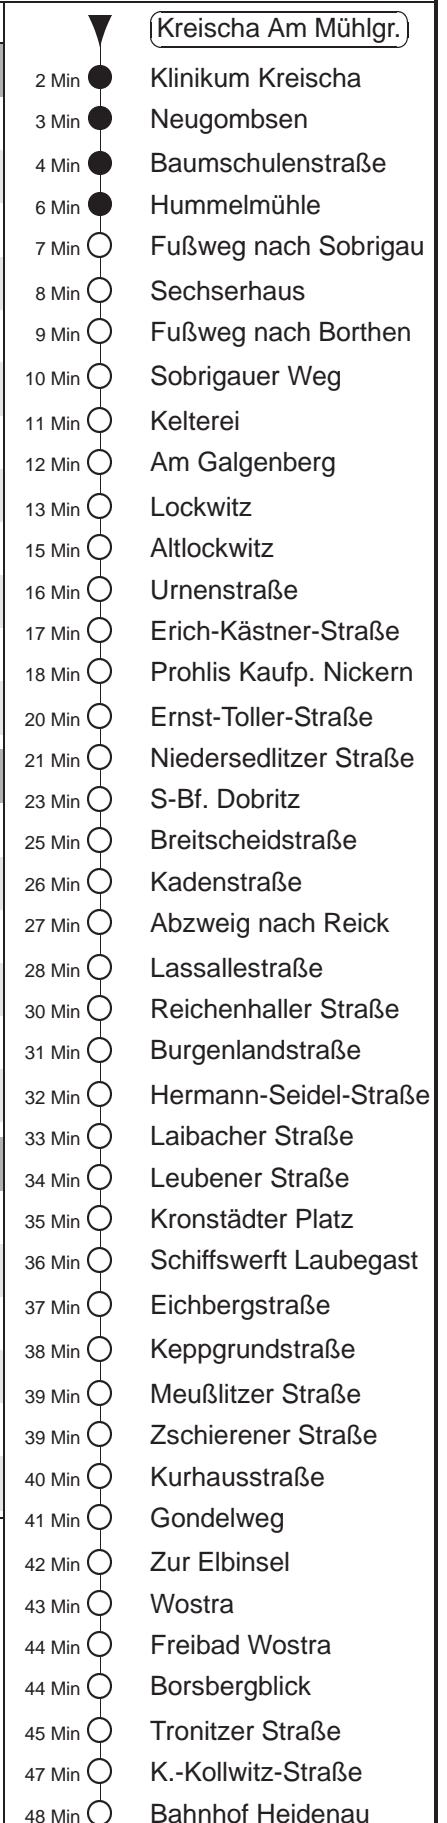 Kreischa Am Mühlgr.
2 Min Klinikum Kreischa
3 Min Neugombsen
4 Min Baumschulenstraße
6 Min Hummelmühle
7 Min Fußweg nach Sobrigau
8 Min Sechserhaus
9 Min Fußweg nach Borthen
10 Min Sobrigauer Weg
11 Min Kelterei
12 Min Am Galgenberg
13 Min Lockwitz
15 Min Altlockwitz
16 Min Urnenstraße
17 Min Erich-Kästner-Straße
18 Min Prohlis Kaufp. Nickern
20 Min Ernst-Toller-Straße
21 Min Niedersedlitzer Straße
23 Min S-Bf. Dobritz
25 Min Breitscheidstraße
26 Min Kadenstraße
27 Min Abzweig nach Reick
28 Min Lassallestraße
30 Min Reichenhaller Straße
31 Min Burgenlandstraße
32 Min Hermann-Seidel-Straße
33 Min Laibacher Straße
34 Min Leubener Straße
35 Min Kronstädter Platz
36 Min Schiffswerft Laubegast
37 Min Eichbergstraße
38 Min Keppgrundstraße
39 Min Meußlitzer Straße
39 Min Zschierener Straße
40 Min Kurhausstraße
41 Min Gondelweg
42 Min Zur Elbinsel
43 Min Wostra
44 Min Freibad Wostra
44 Min Borsbergblick
45 Min Tronitzer Straße
47 Min K.-Kollwitz-Straße
48 Min Bahnhof Heidenau